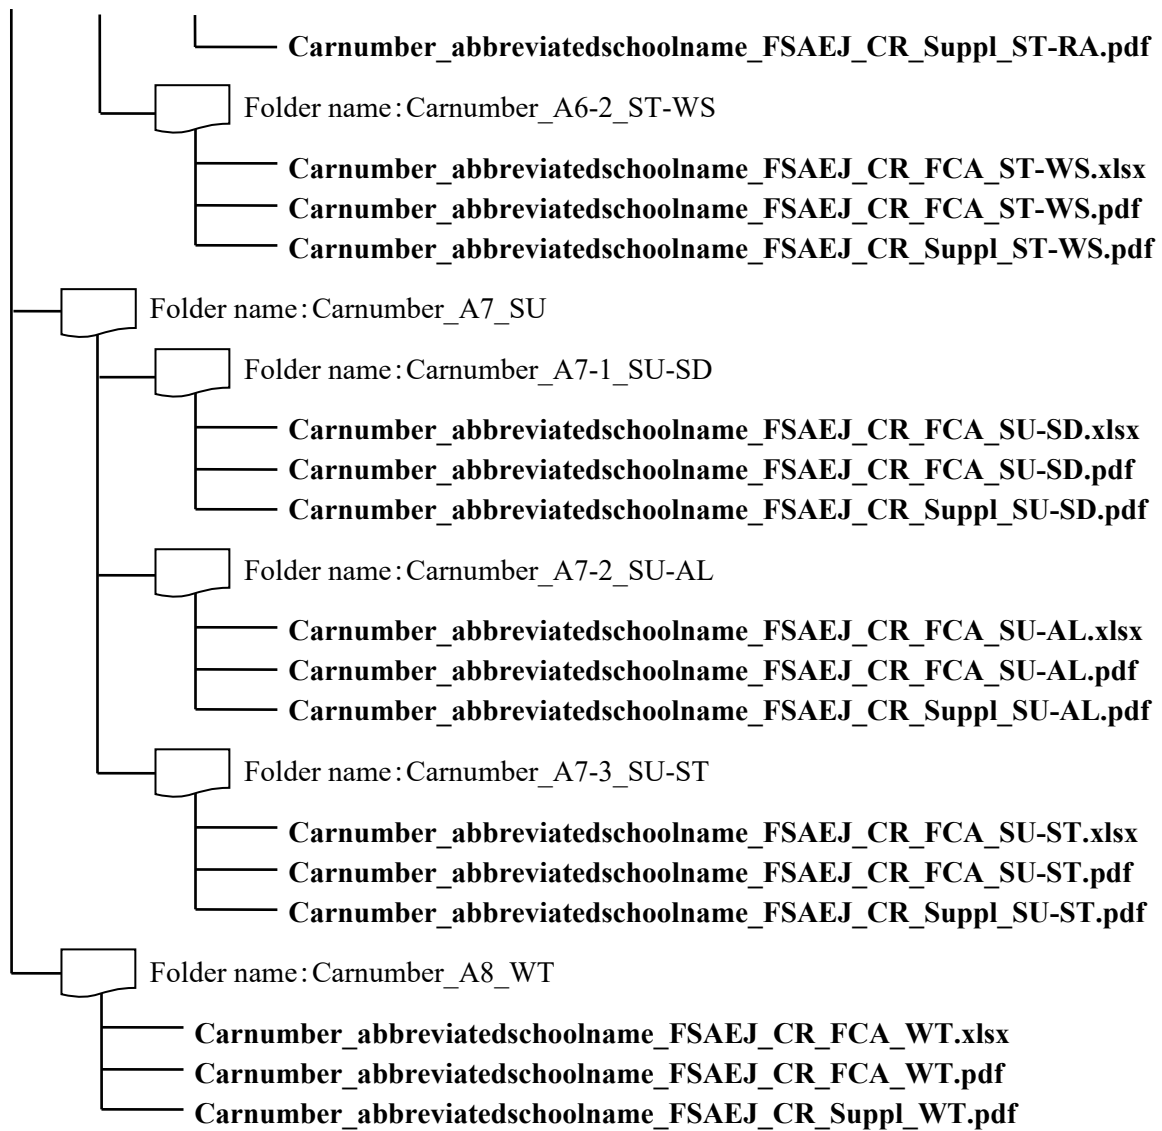 Carnumber_abbreviatedschoolname_FSAEJ_CR_Suppl_ST-RA.pdf
Folder name:Carnumber_A6-2_ST-WS
Carnumber_abbreviatedschoolname_FSAEJ_CR_FCA_ST-WS.xlsx
Carnumber_abbreviatedschoolname_FSAEJ_CR_FCA_ST-WS.pdf
Carnumber_abbreviatedschoolname_FSAEJ_CR_Suppl_ST-WS.pdf
Folder name:Carnumber_A7_SU
Folder name:Carnumber_A7-1_SU-SD
Carnumber_abbreviatedschoolname_FSAEJ_CR_FCA_SU-SD.xlsx
Carnumber_abbreviatedschoolname_FSAEJ_CR_FCA_SU-SD.pdf
Carnumber_abbreviatedschoolname_FSAEJ_CR_Suppl_SU-SD.pdf
Folder name:Carnumber_A7-2_SU-AL
Carnumber_abbreviatedschoolname_FSAEJ_CR_FCA_SU-AL.xlsx
Carnumber_abbreviatedschoolname_FSAEJ_CR_FCA_SU-AL.pdf
Carnumber_abbreviatedschoolname_FSAEJ_CR_Suppl_SU-AL.pdf
Folder name:Carnumber_A7-3_SU-ST
Carnumber_abbreviatedschoolname_FSAEJ_CR_FCA_SU-ST.xlsx
Carnumber_abbreviatedschoolname_FSAEJ_CR_FCA_SU-ST.pdf
Carnumber_abbreviatedschoolname_FSAEJ_CR_Suppl_SU-ST.pdf
Folder name:Carnumber_A8_WT
Carnumber_abbreviatedschoolname_FSAEJ_CR_FCA_WT.xlsx
Carnumber_abbreviatedschoolname_FSAEJ_CR_FCA_WT.pdf
Carnumber_abbreviatedschoolname_FSAEJ_CR_Suppl_WT.pdf